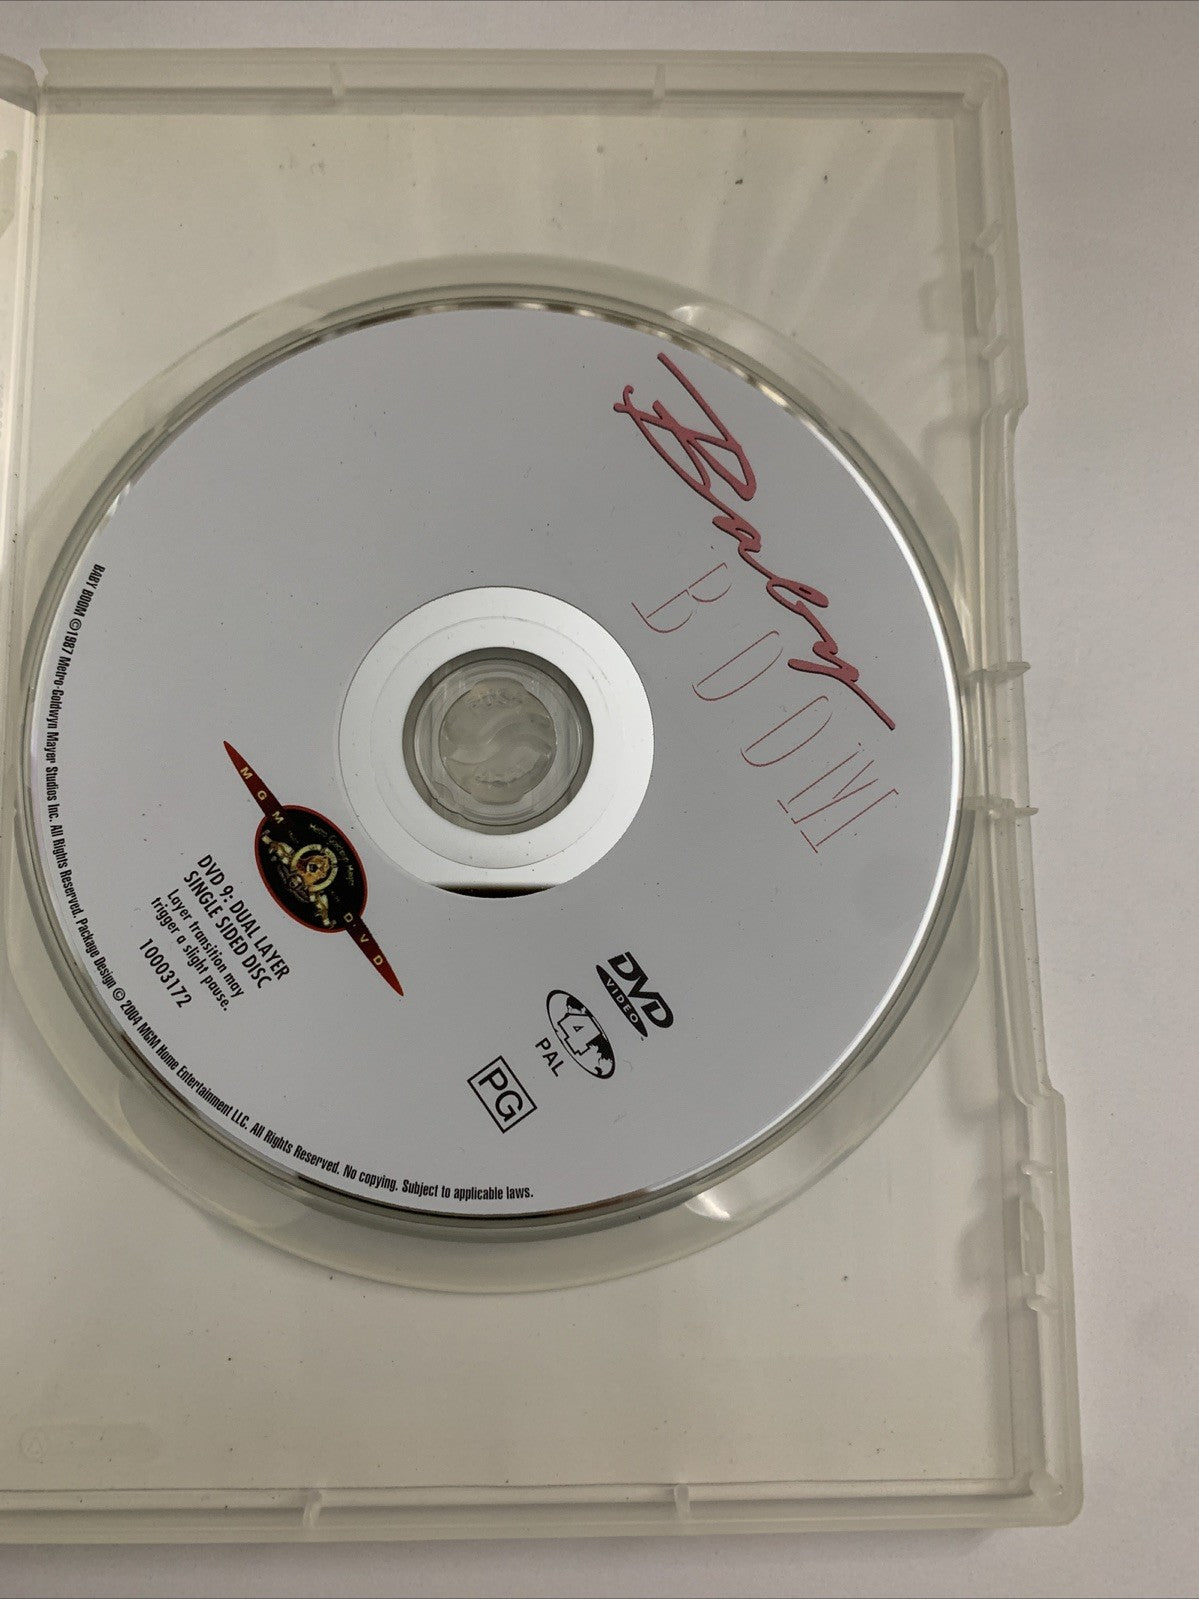 Baby
BOOM
DVD
VIDEO
4
PAL
PG
MGM DVD
DVD 9: DUAL LAYER
SINGLE SIDED DISC
Layer transition may
trigger a slight pause.
10003172
BABY BOOM ©1987 Metro-Goldwyn Mayer Studios Inc. All Rights Reserved. Package Design © 2004 MGM Home Entertainment LLC. All Rights Reserved. No copying. Subject to applicable laws.